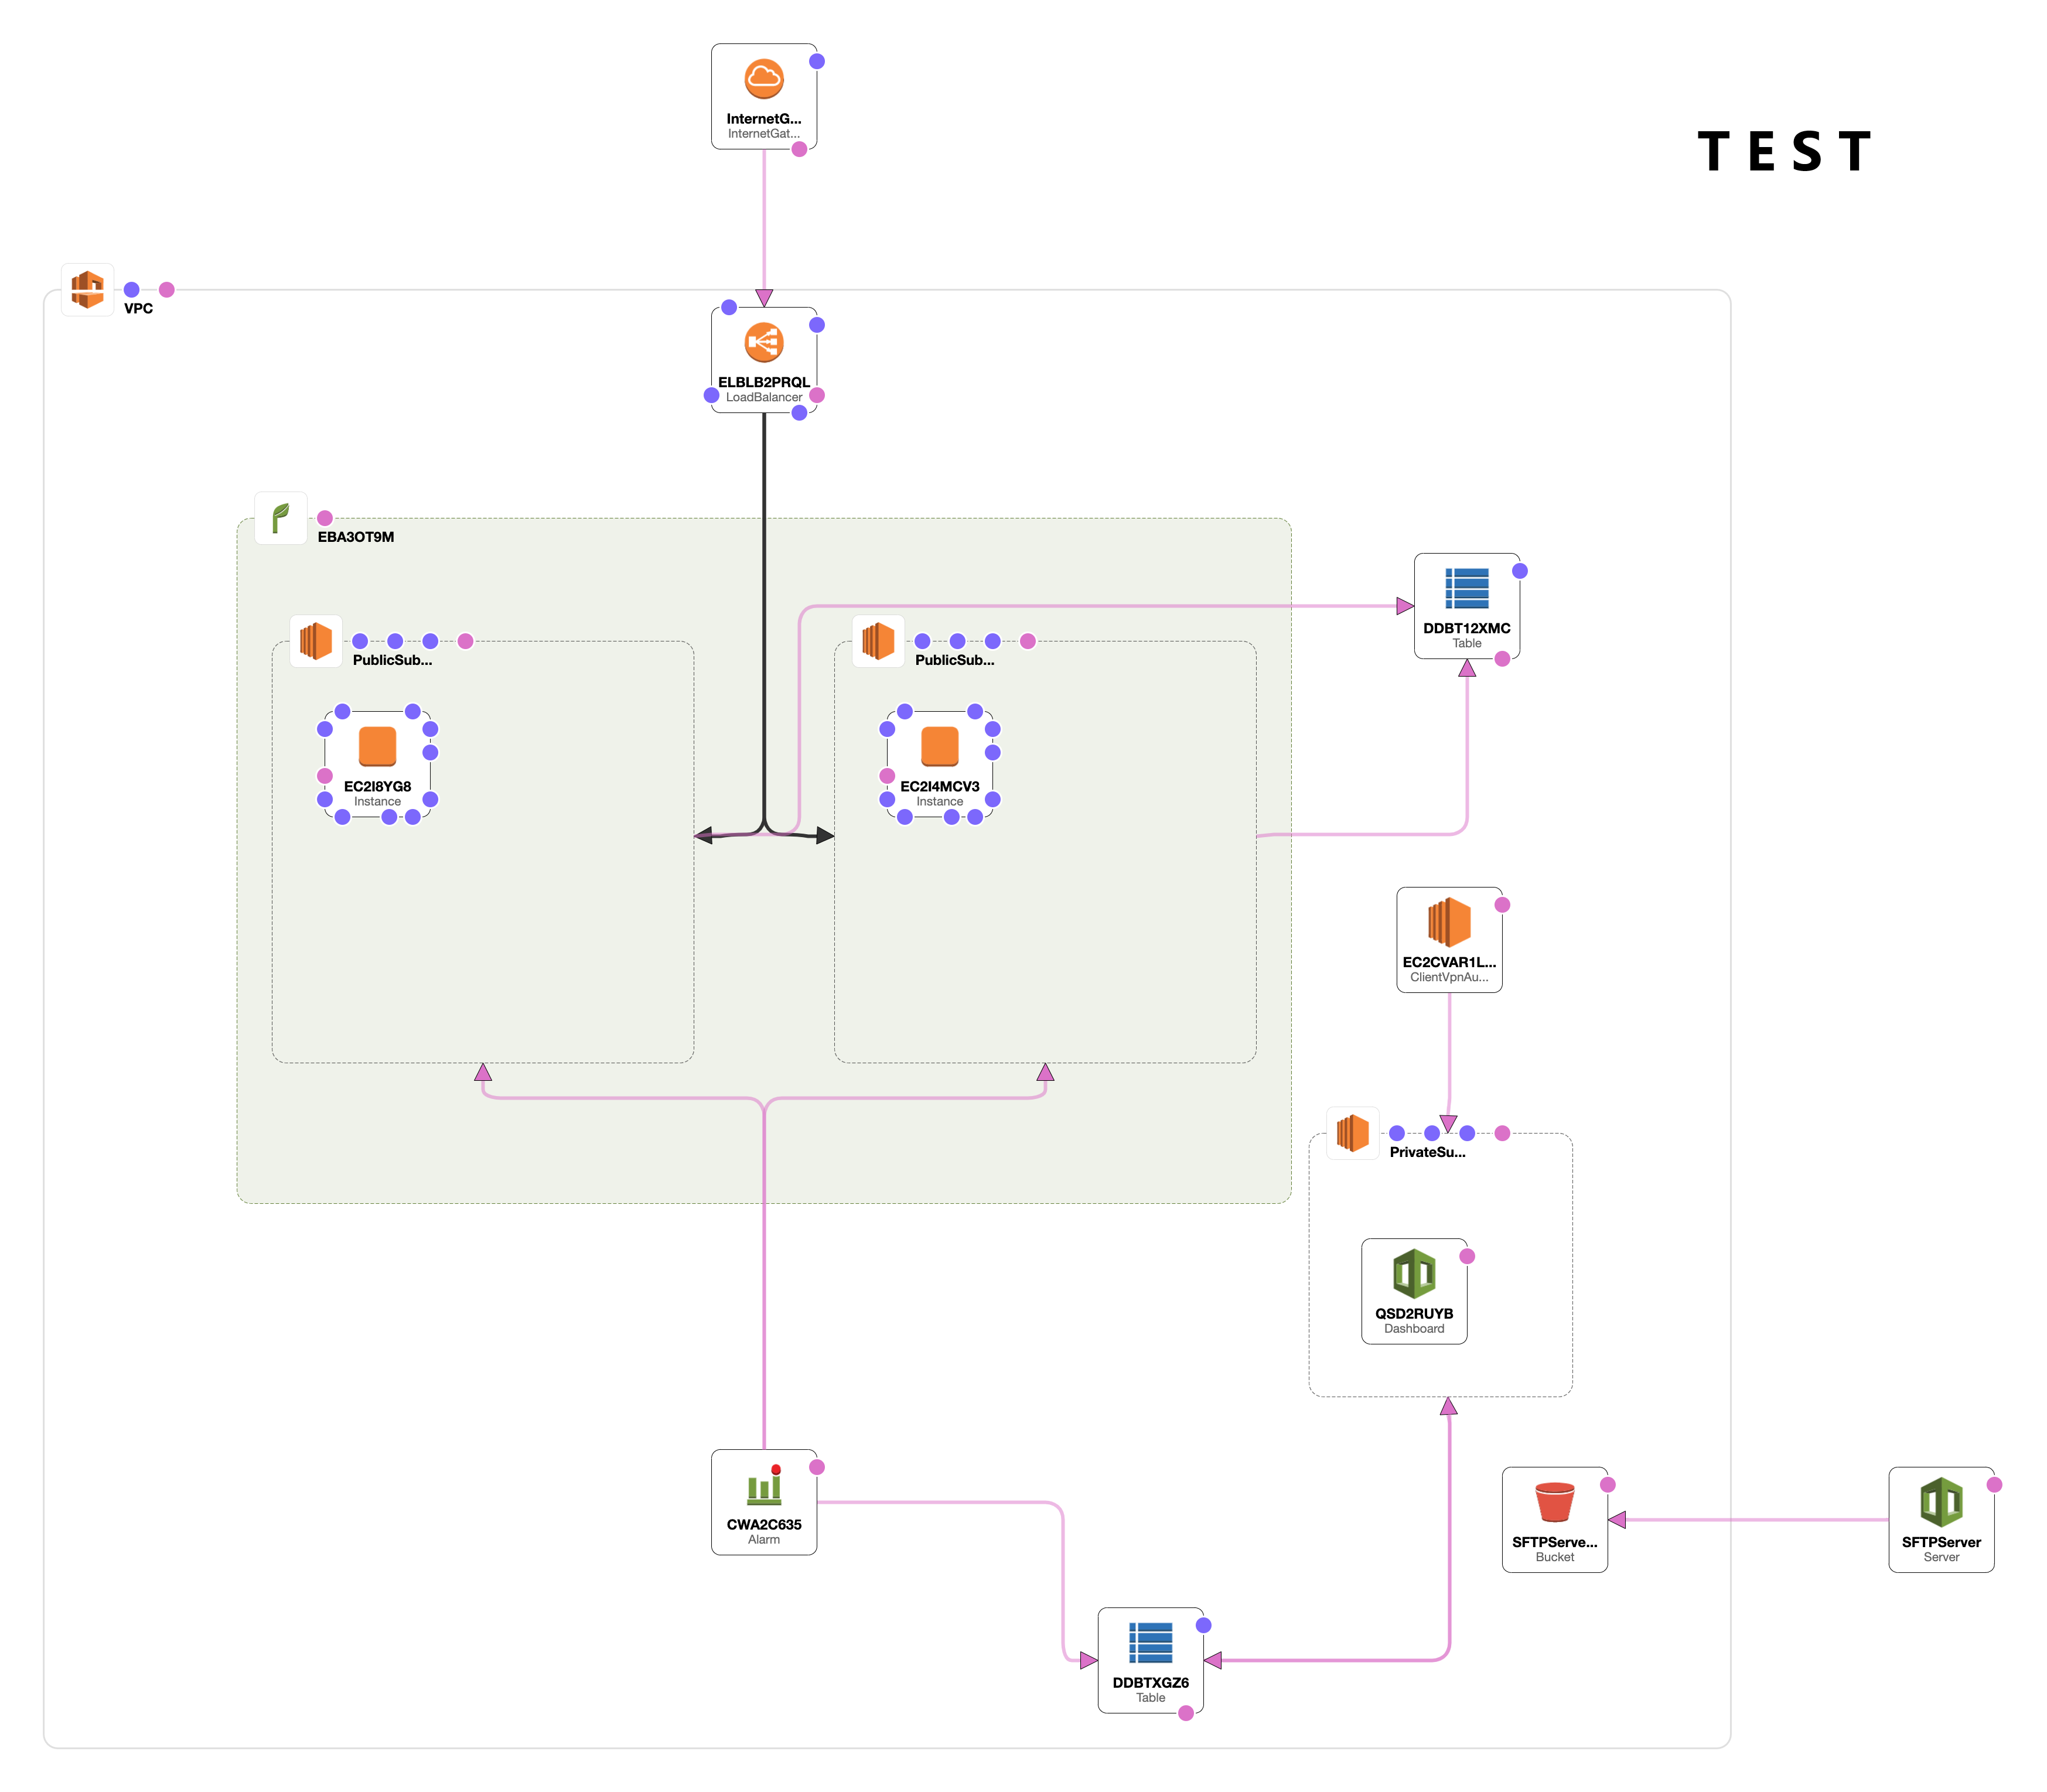 InternetG...
InternetGat...
TEST
VPC
ELBLB2PRQL
LoadBalancer
EBA3OT9M
DDBT12XMC
Table
PublicSub...
PublicSub...
EC2I8YG8
Instance
EC2I4MCV3
Instance
EC2CVAR1L...
ClientVpnAu...
PrivateSu...
QSD2RUYB
Dashboard
CWA2C635
Alarm
SFTPServe...
Bucket
SFTPServer
Server
DDBTXGZ6
Table